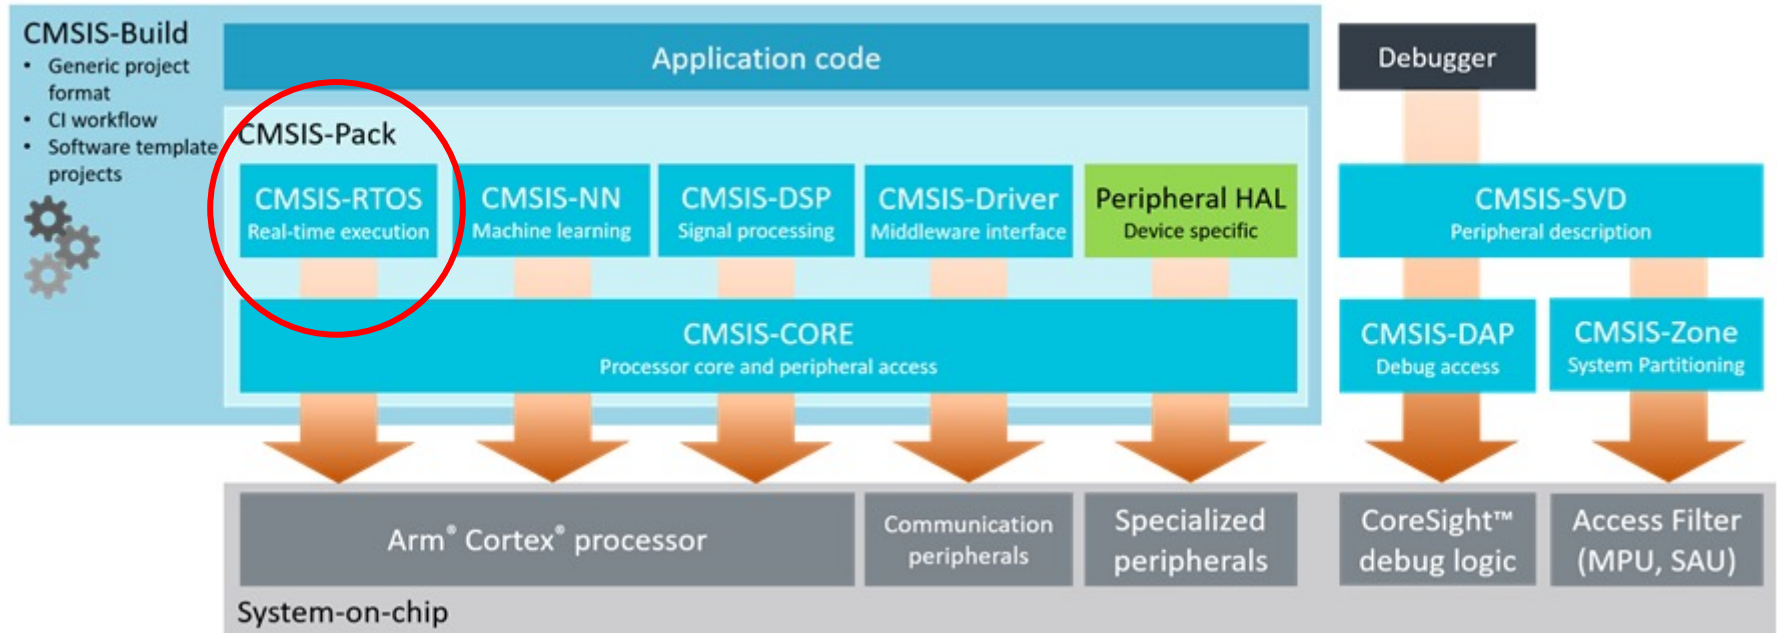 CMSIS-Build
• Generic project
format
• CI workflow
• Software template
projects
Application code
Debugger
CMSIS-Pack
CMSIS-RTOS
Real-time execution
CMSIS-NN
Machine learning
CMSIS-DSP
Signal processing
CMSIS-Driver
Middleware interface
Peripheral HAL
Device specific
CMSIS-SVD
Peripheral description
CMSIS-CORE
Processor core and peripheral access
CMSIS-DAP
Debug access
CMSIS-Zone
System Partitioning
Arm® Cortex® processor
Communication
peripherals
Specialized
peripherals
CoreSight™
debug logic
Access Filter
(MPU, SAU)
System-on-chip